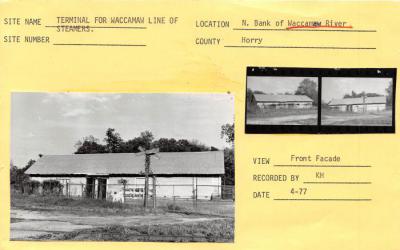 SITE NAME TERMINAL FOR WACCAMAW LINE OF STEAMERS.
SITE NUMBER
LOCATION N. Bank of Waccamaw River
COUNTY Horry
VIEW Front Facade
RECORDED BY KH
DATE 4-77